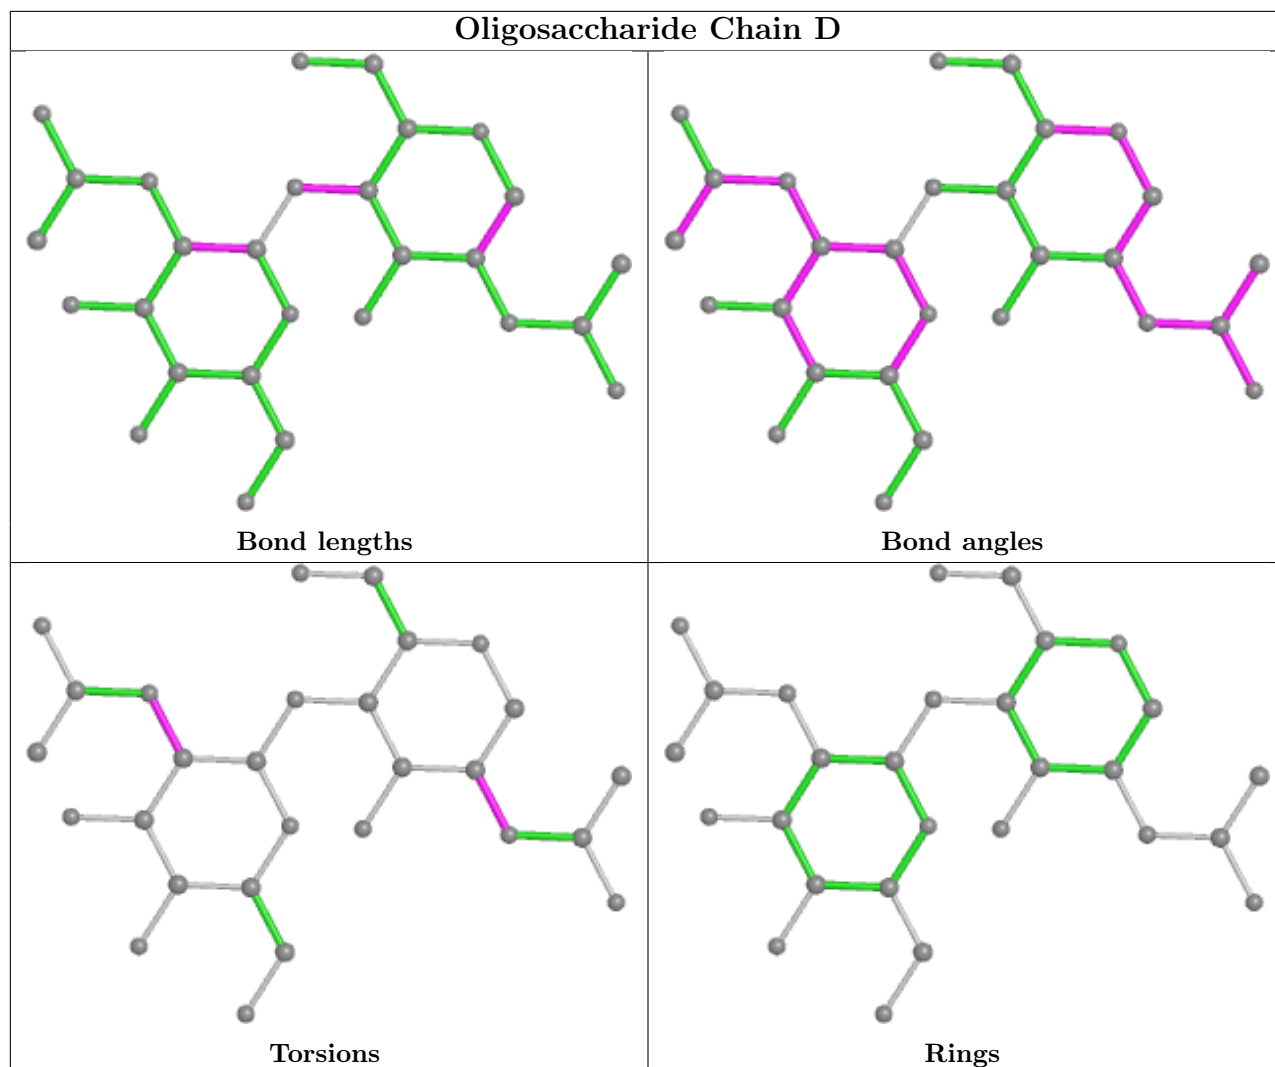 Oligosaccharide Chain D
Bond lengths
Bond angles
Torsions
Rings